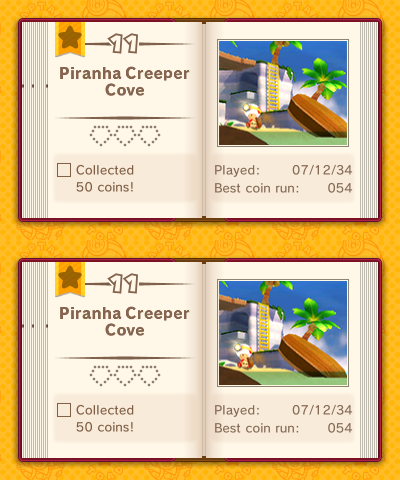 11
Piranha Creeper
Cove
Collected
50 coins!
Played: 07/12/34
Best coin run: 054
11
Piranha Creeper
Cove
Collected
50 coins!
Played: 07/12/34
Best coin run: 054